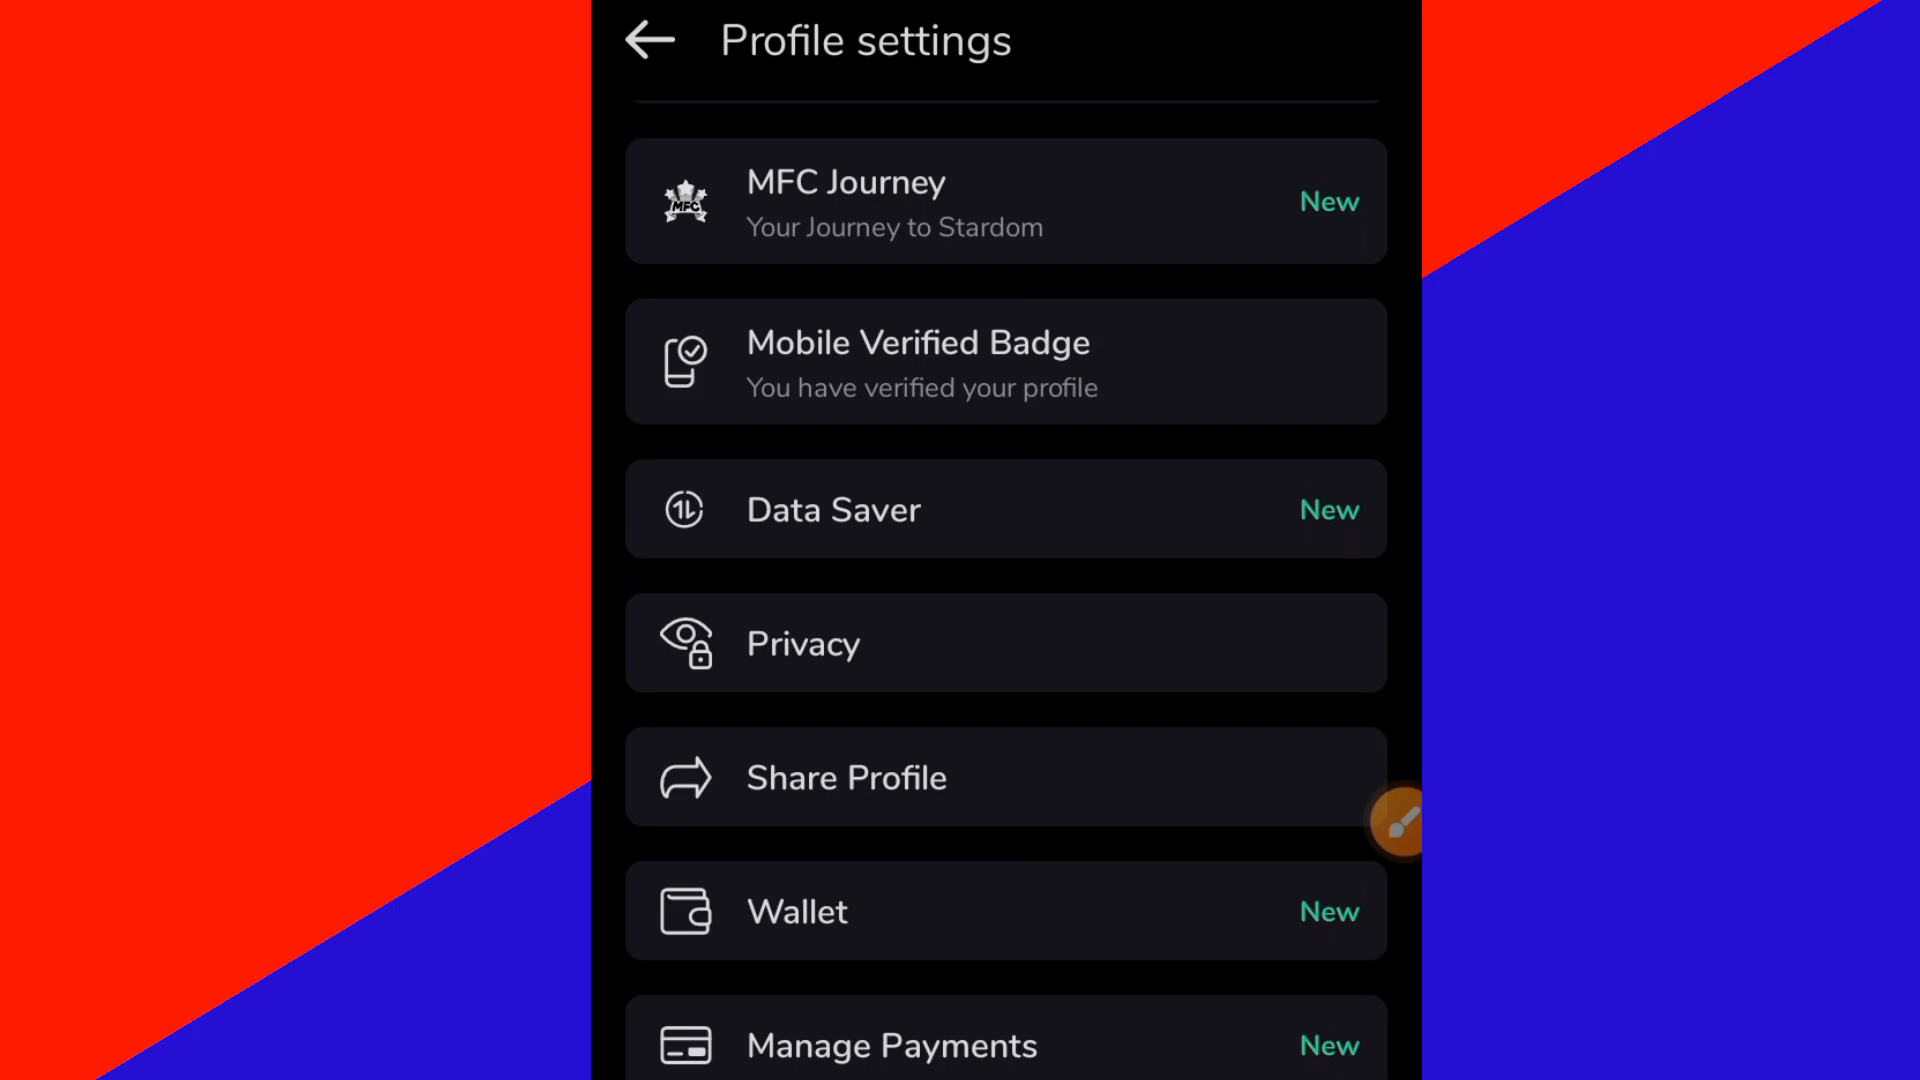 Profile settings
MFC Journey
New
MFC
Your Journey to Stardom
Mobile Verified Badge
You have verified your profile
Data Saver
New
Privacy
Share Profile
Wallet
New
Manage Payments
New